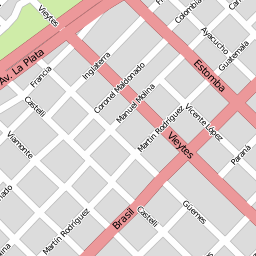 Vieytes
Colombia
Ayacucho
Guatemala
Av. La Plata
Francia
Inglaterra
Coronel Maldonado
Estomba
Castelli
Manuel Molina
Martín Rodríguez
Vicente López
Vieytes
Viamonte
Paraná
Brasil
Castelli
Güemes
Martín Rodríguez